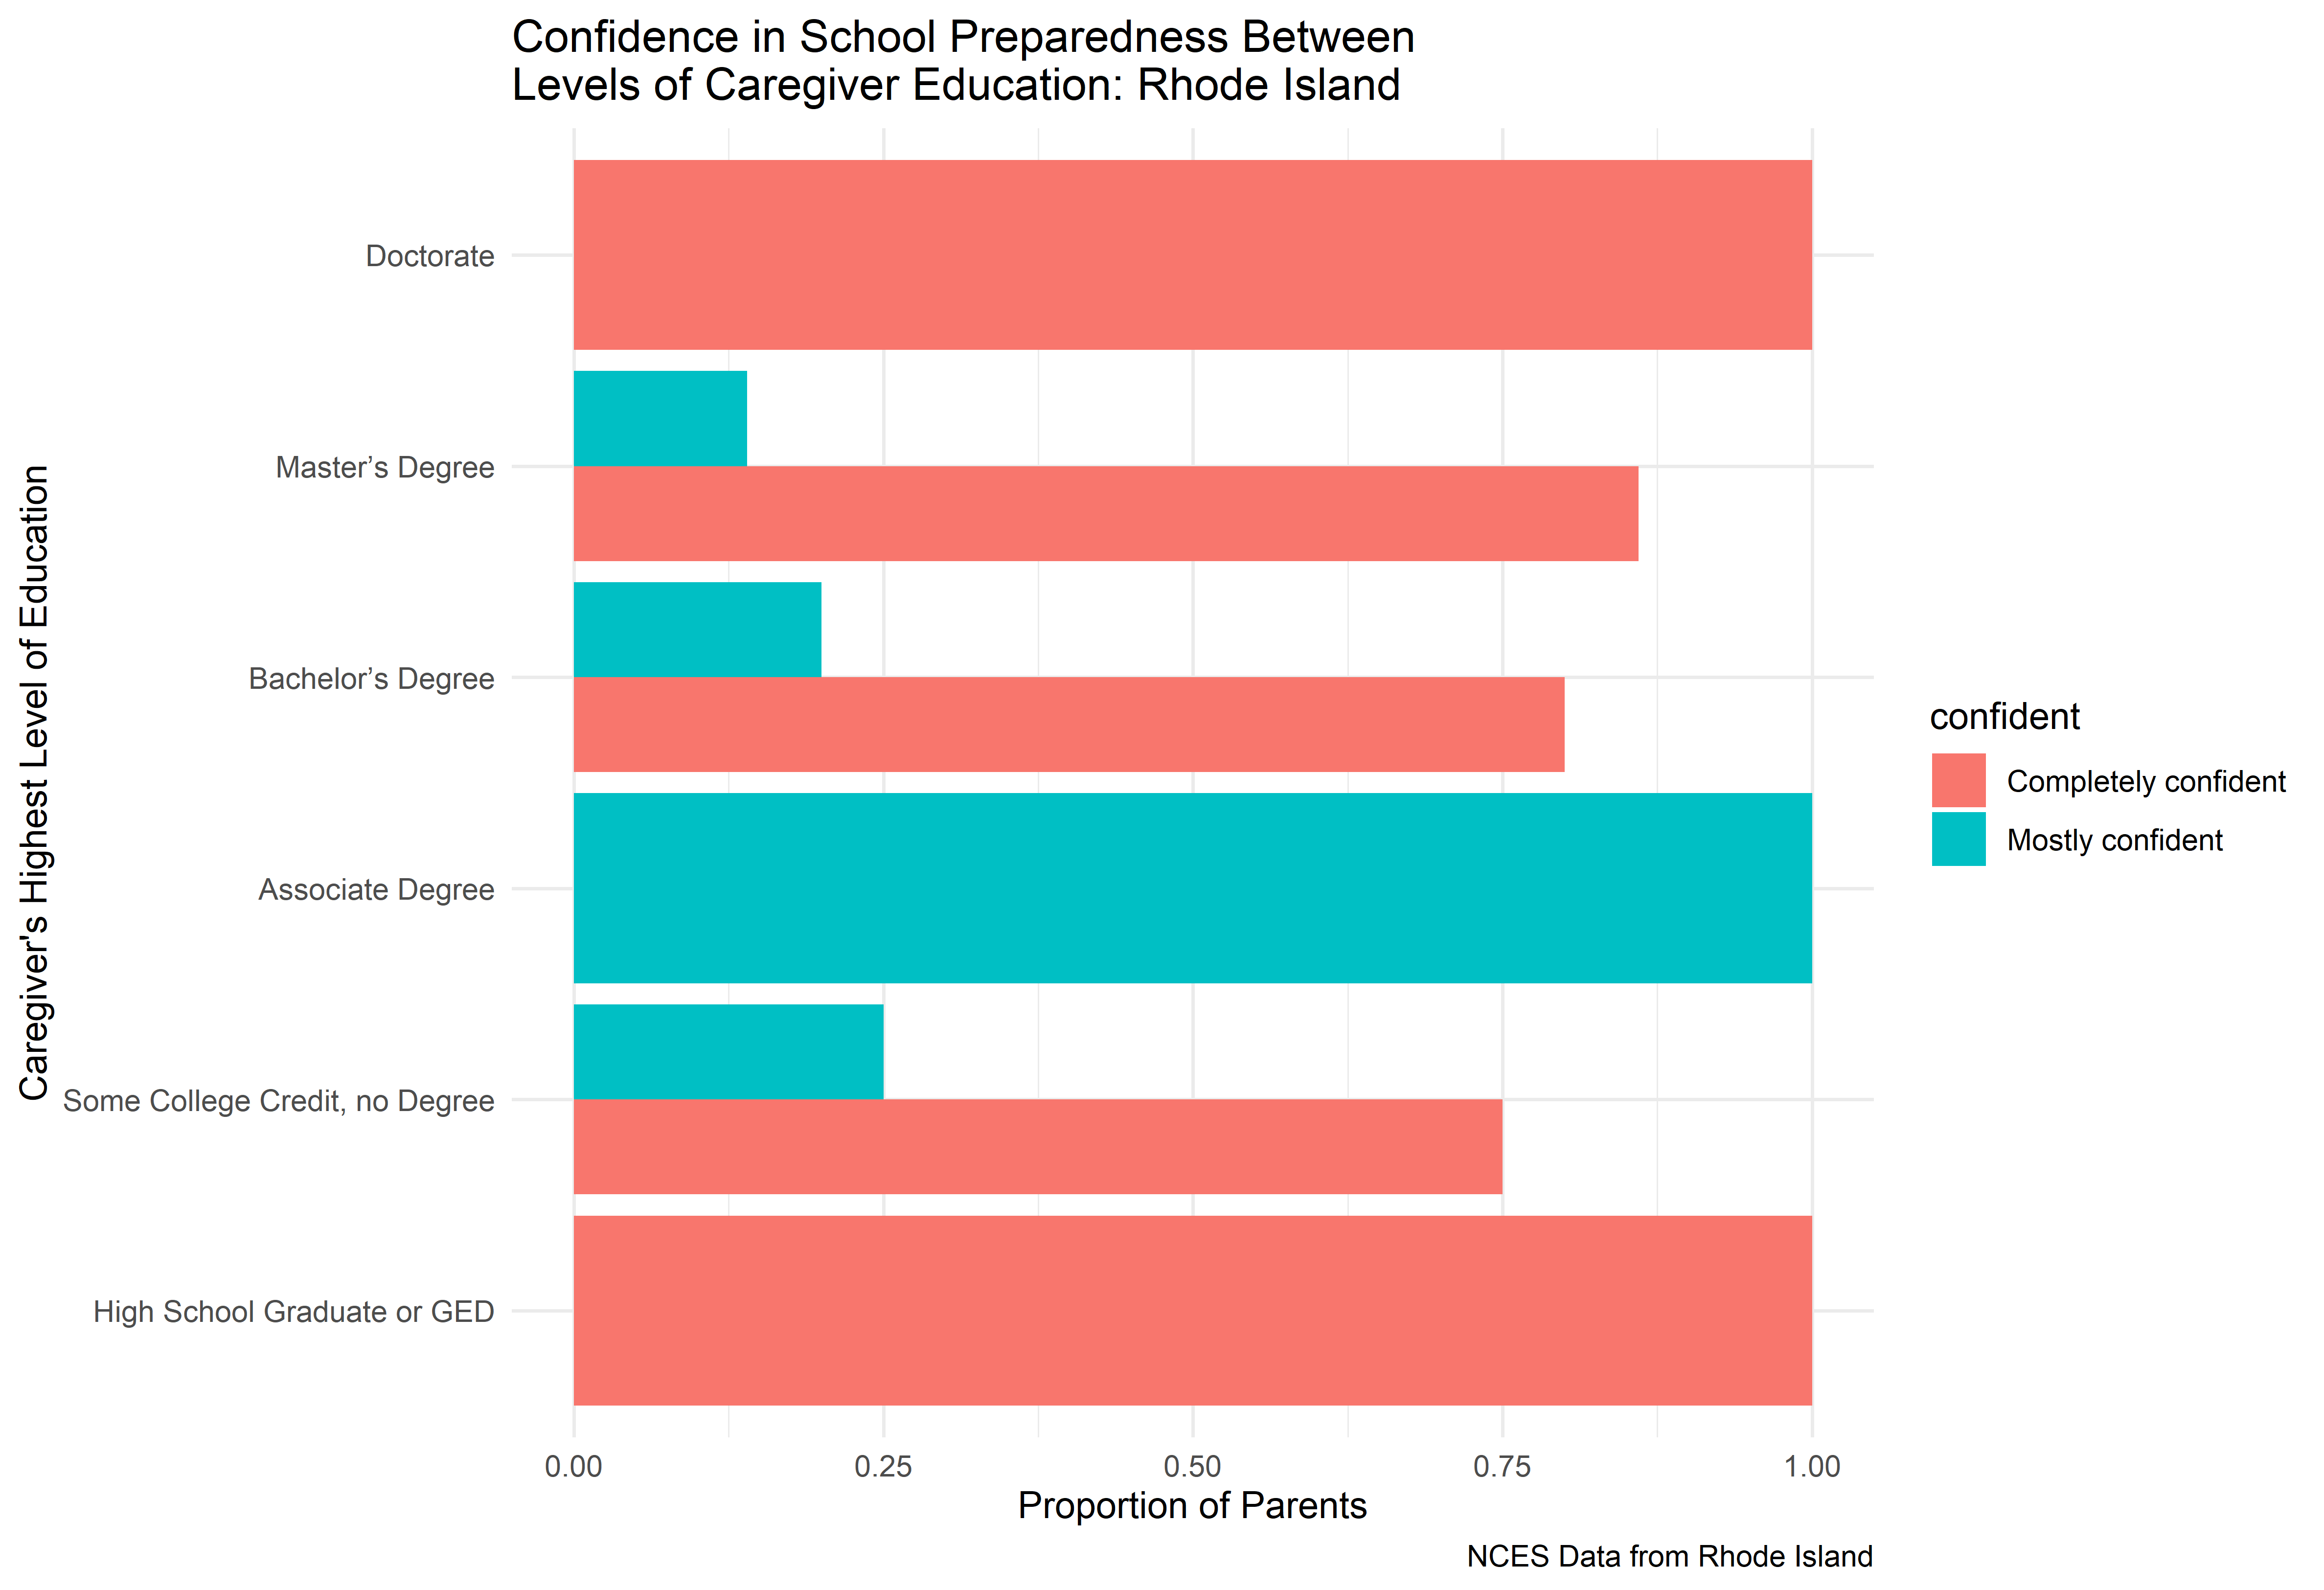 Confidence in School Preparedness Between
Levels of Caregiver Education: Rhode Island
Caregiver's Highest Level of Education
Doctorate
Master’s Degree
Bachelor’s Degree
Associate Degree
Some College Credit, no Degree
High School Graduate or GED
0.00
0.25
0.50
0.75
1.00
Proportion of Parents
confident
Completely confident
Mostly confident
NCES Data from Rhode Island